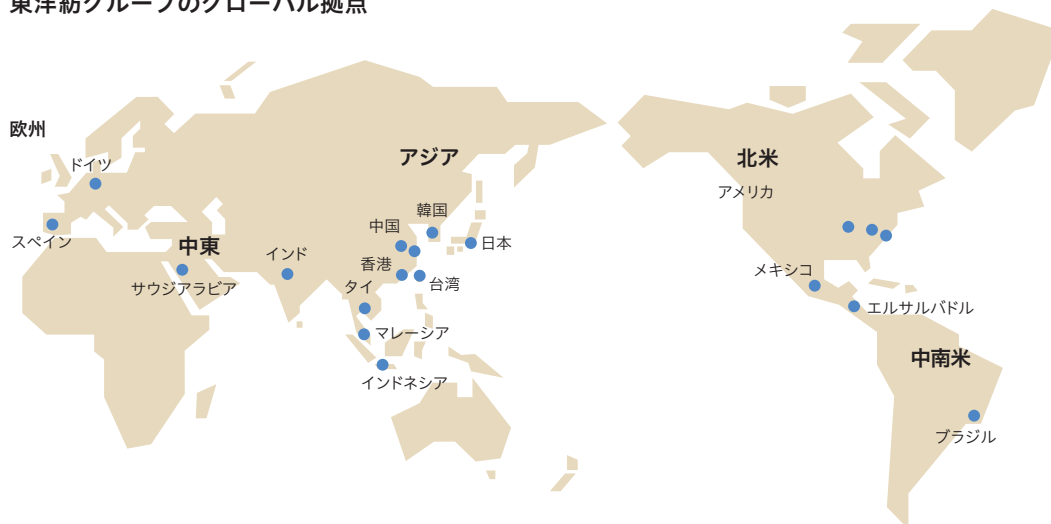 東洋紡グループのグローバル拠点
欧州
ドイツ
スペイン
中東
サウジアラビア
アジア
インド
中国
韓国
日本
香港
台湾
タイ
マレーシア
インドネシア
北米
アメリカ
メキシコ
エルサルバドル
中南米
ブラジル